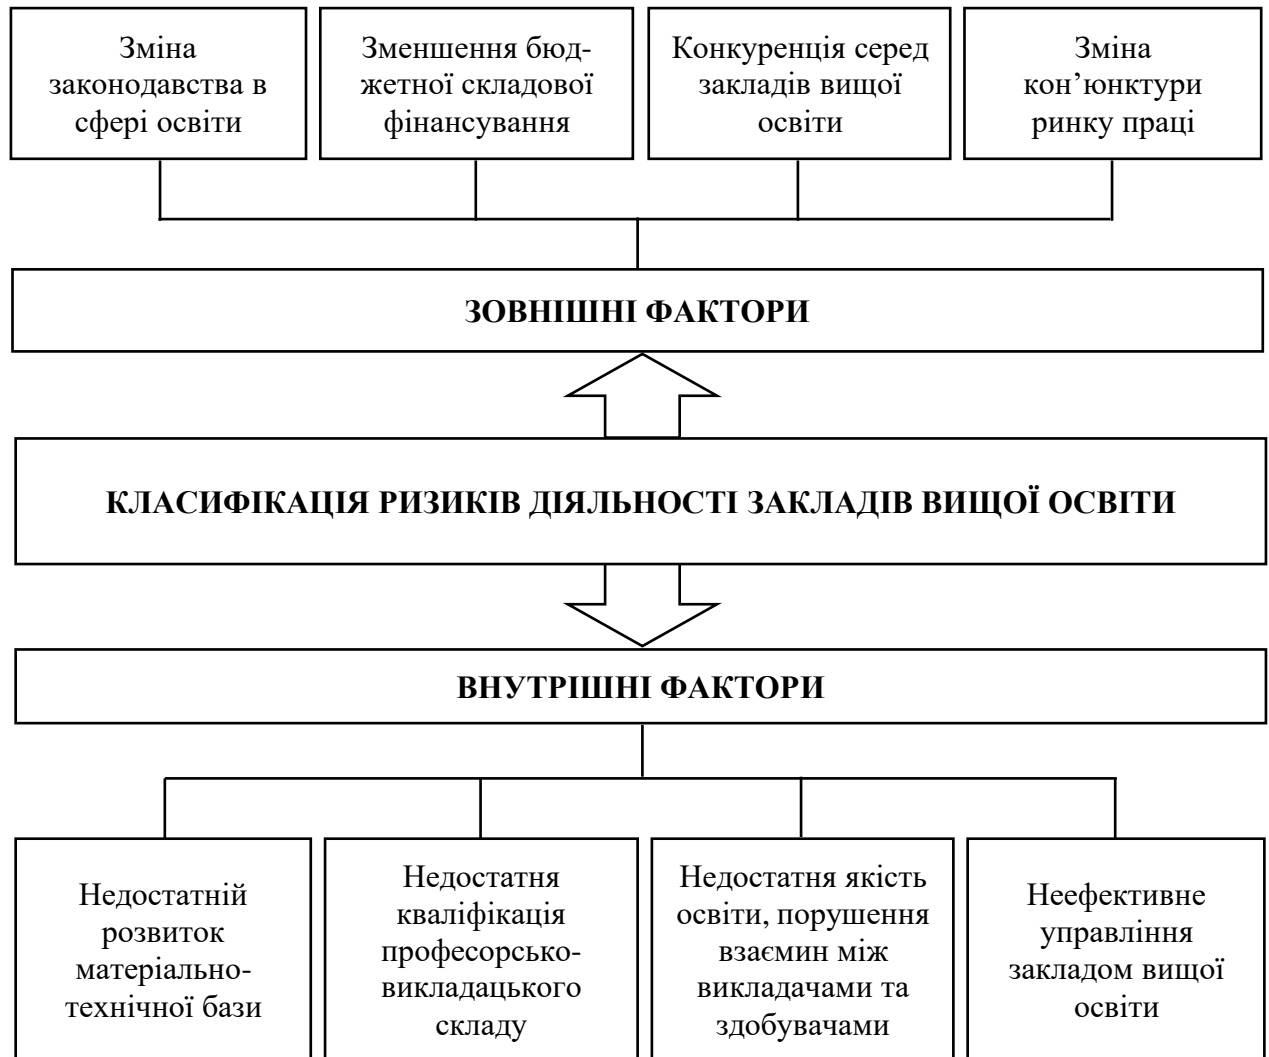 Зміна
законодавства в
сфері освіти
Зменшення бюд-
жетної складової
фінансування
Конкуренція серед
закладів вищої
освіти
Зміна
кон’юнктури
ринку праці
ЗОВНІШНІ ФАКТОРИ
КЛАСИФІКАЦІЯ РИЗИКІВ ДІЯЛЬНОСТІ ЗАКЛАДІВ ВИЩОЇ ОСВІТИ
ВНУТРІШНІ ФАКТОРИ
Недостатній
розвиток
матеріально-
технічної бази
Недостатня
кваліфікація
професорсько-
викладацького
складу
Недостатня якість
освіти, порушення
взаємин між
викладачами та
здобувачами
Неефективне
управління
закладом вищої
освіти